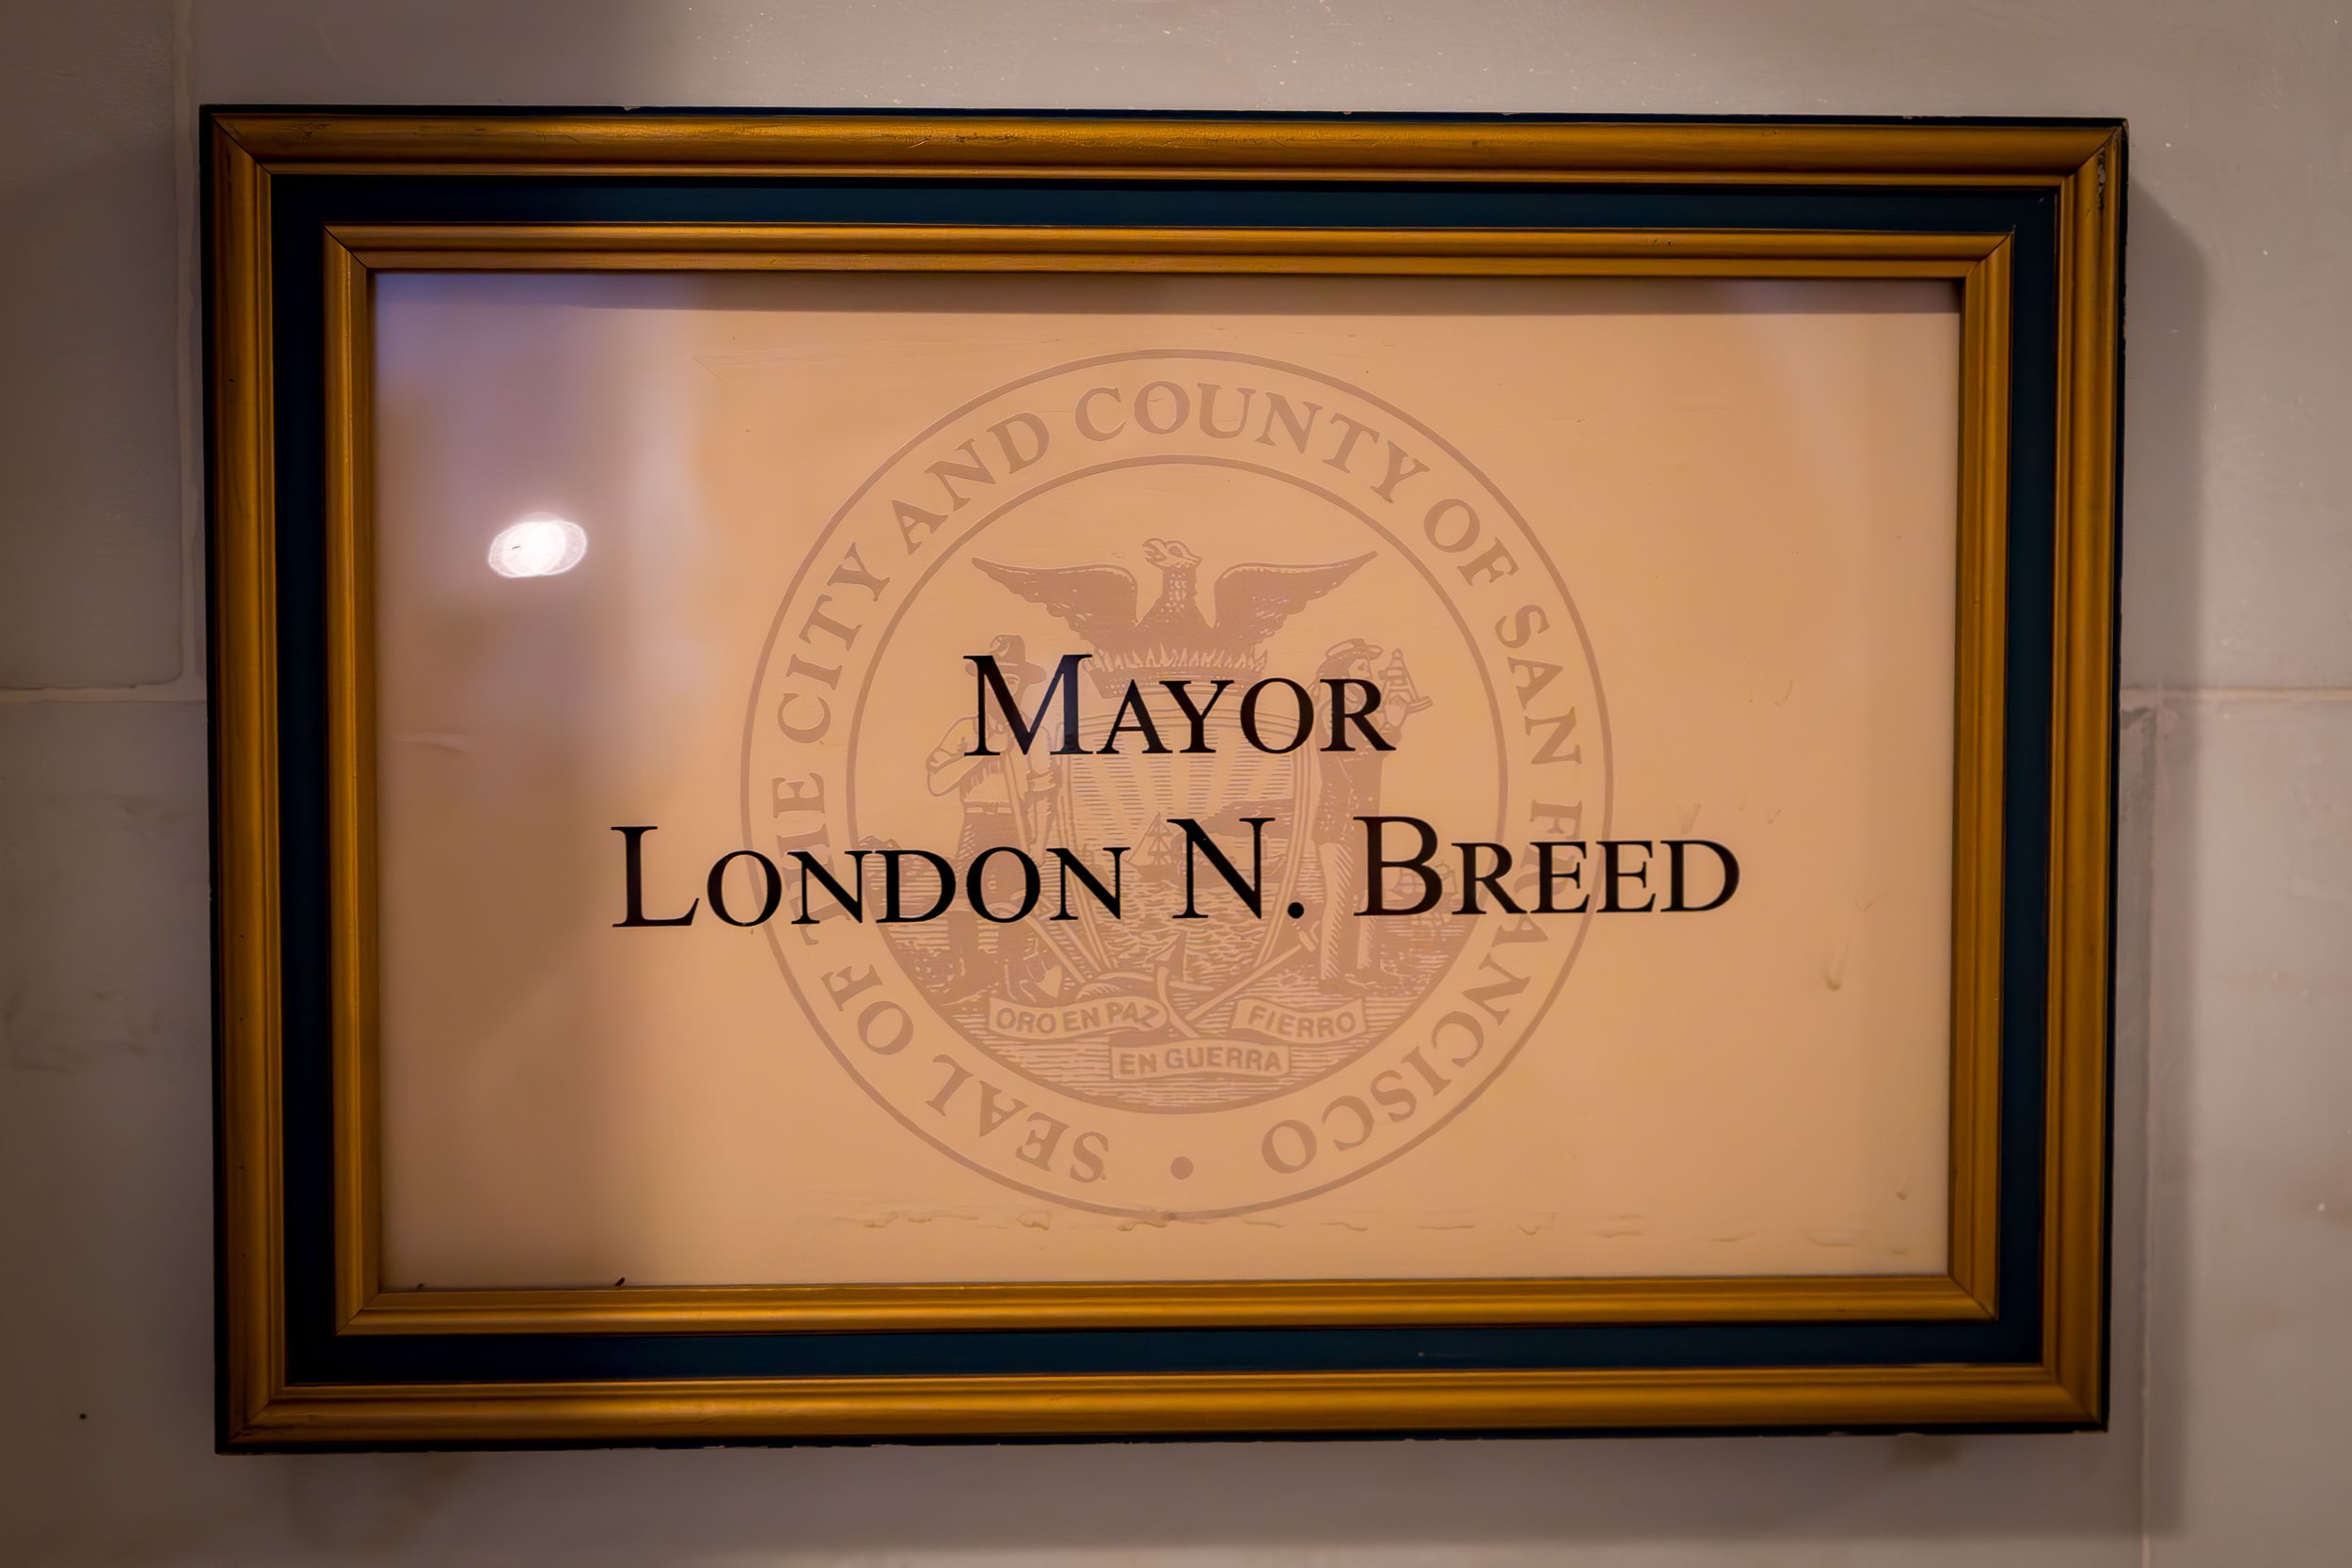 Mayor
London N. Breed
SEAL OF THE CITY AND COUNTY OF SAN FRANCISCO
ORO EN PAZ
FIERRO
EN GUERRA